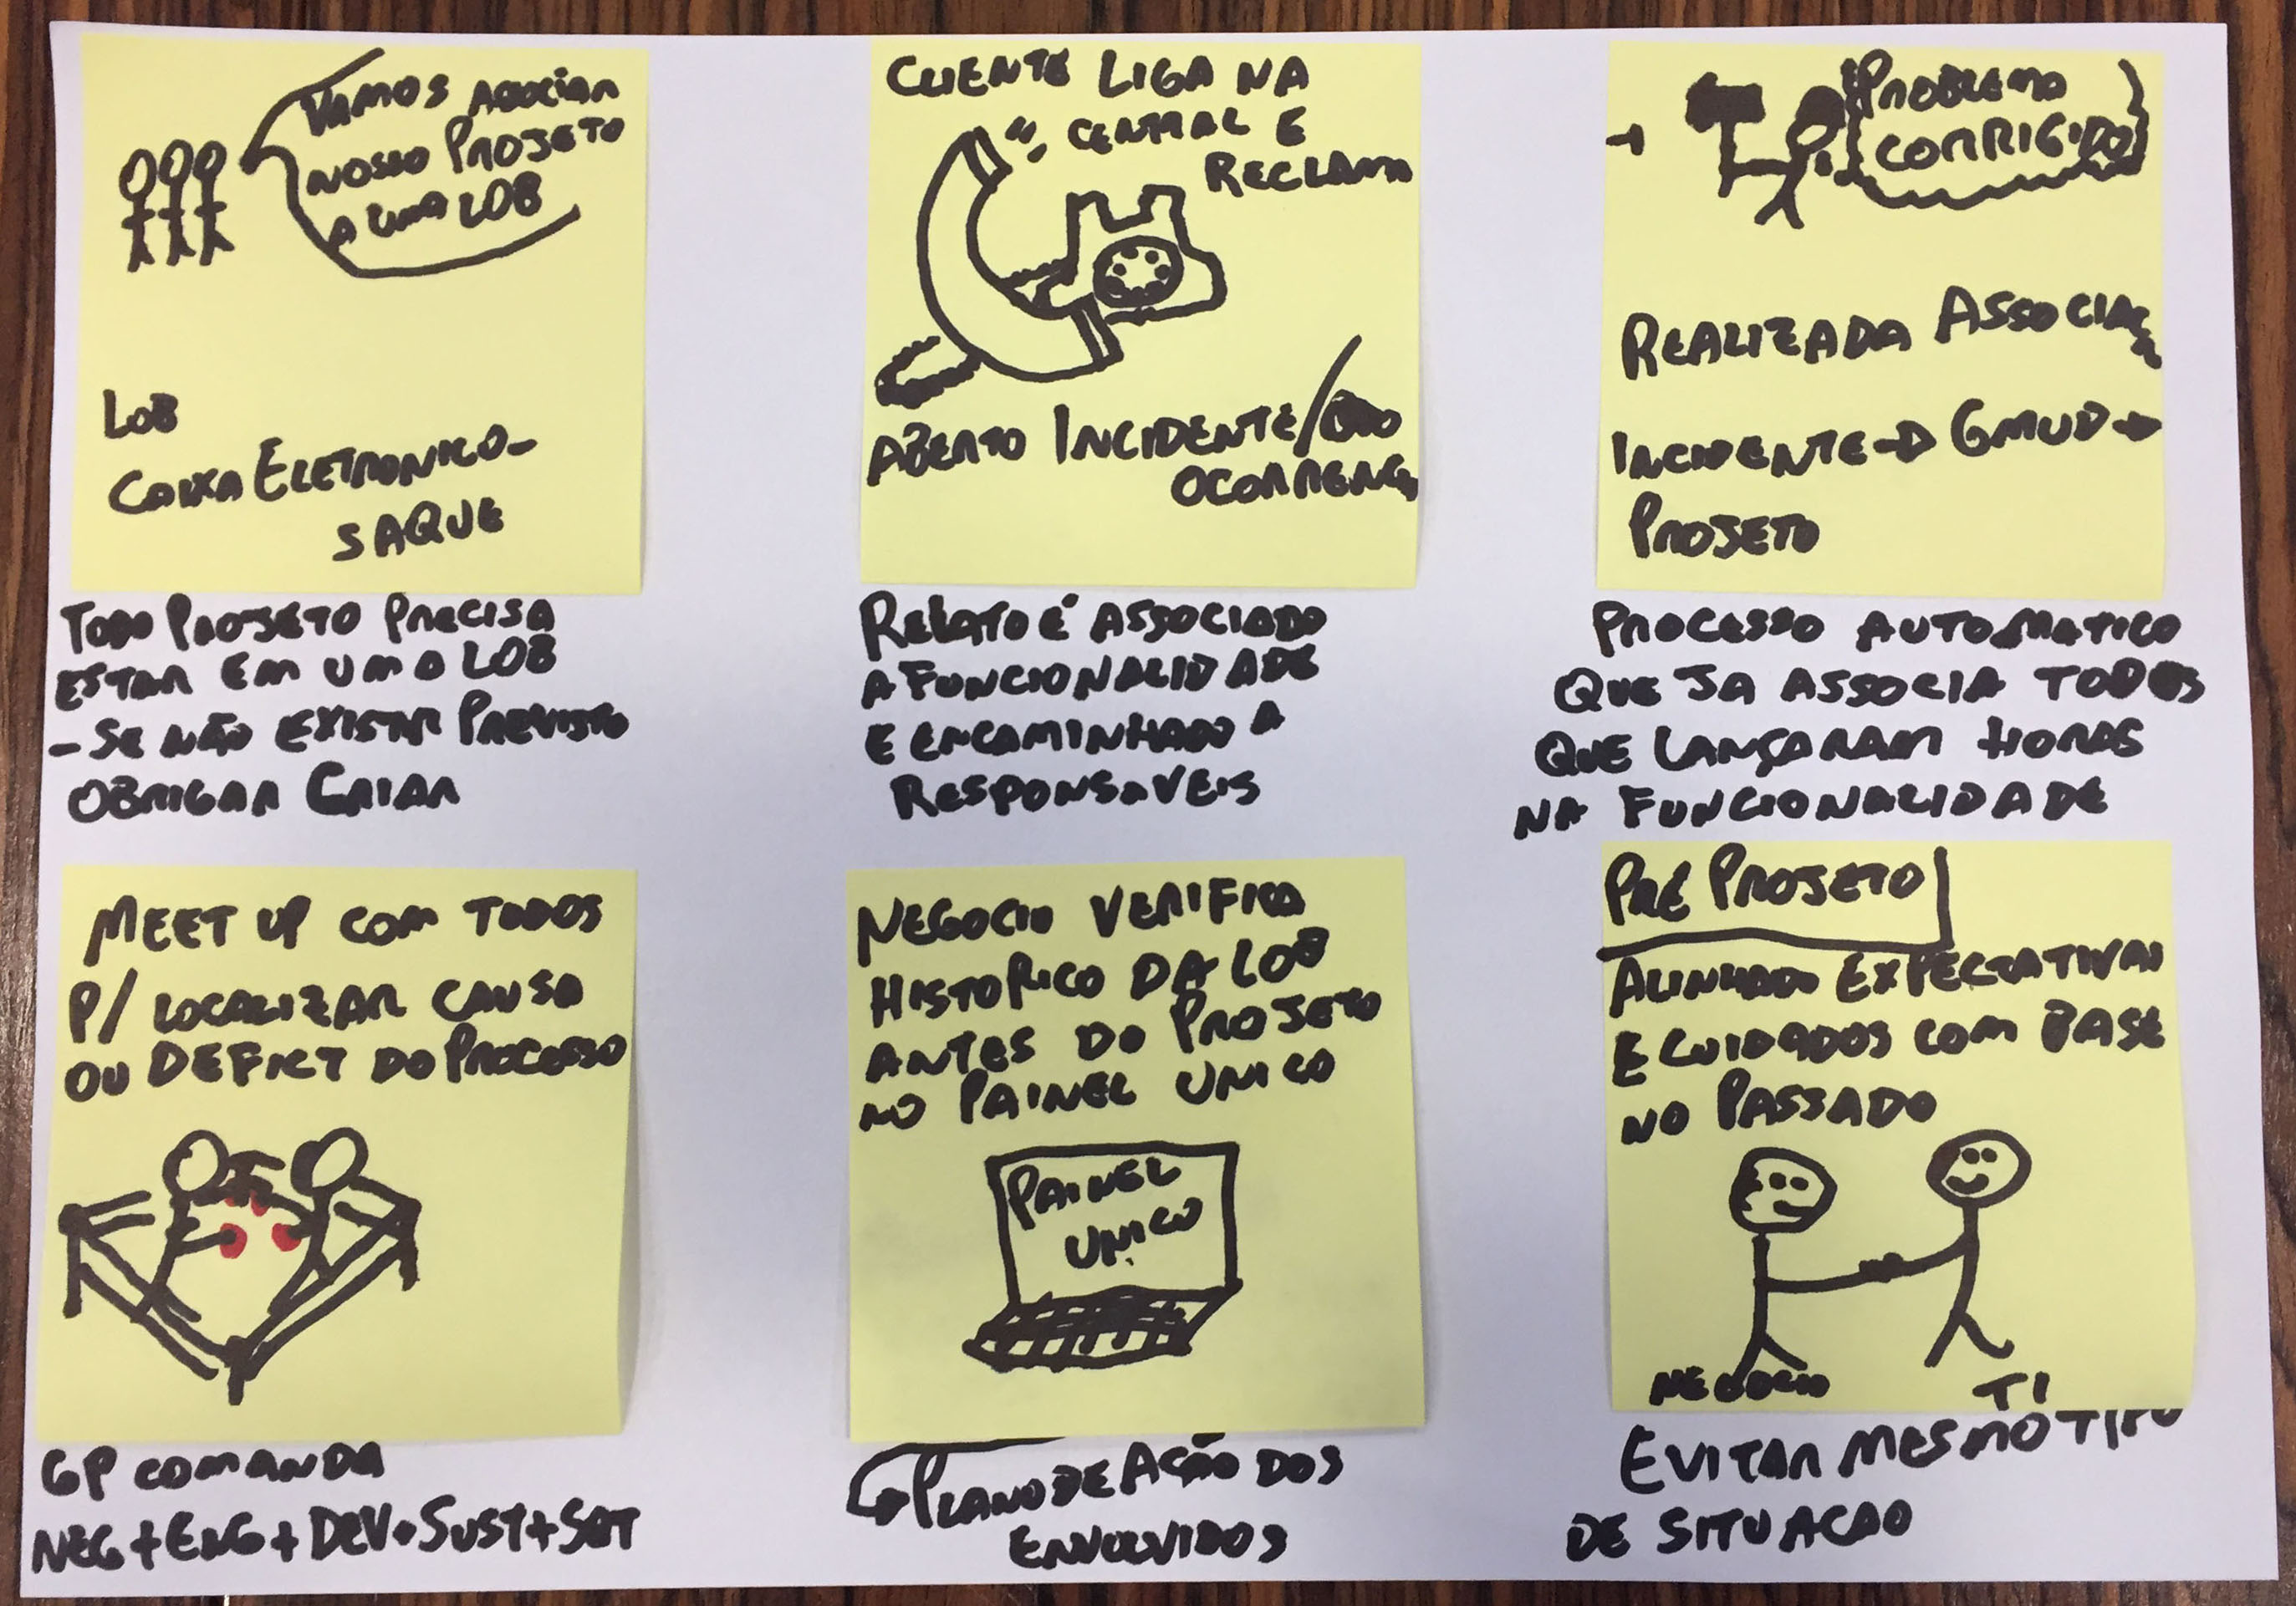 VAMOS ASOCIAR
NOSSO PROJETO
A UMA LOB
LOB
CAIXA ELETRONICO-
SAQUE
TODO PROJETO PRECISA
ESTAR EM UMA LOB
- SE NÃO EXISTIR PREVISTO
OBRIGAR CRIAR
CLIENTE LIGA NA
CENTRAL E
RECLAMA
ABERTO INCIDENTE/
OCORRENC
RELATO É ASSOCIADO
A FUNCIONALIDADE
E ENCAMINHADO A
RESPONSAVEIS
PROBLEMA
CORRIGIDO
REALIZADA ASSOCIAÇ
INCIDENTE → GMUD →
PROJETO
PROCESSO AUTOMATICO
QUE JA ASSOCIA TODOS
QUE LANÇARAM HORAS
NA FUNCIONALIDADE
MEET UP COM TODOS
P/ LOCALIZAR CAUSA
OU DEFICT DO PROCESSO
GP COMANDA
NEG+ENG+DEV+SUST+SAT
NEGOCIO VERIFICA
HISTORICO DA LOB
ANTES DO PROJETO
NO PAINEL UNICO
PAINEL
UNICO
PLANO DE AÇÃO DOS
ENVOLVIDOS
PRÉ PROJETO
ALINHADO EXPECTATIVAS
E CUIDADOS COM BASE
NO PASSADO
NEGOCIO TI
EVITAR MESMO TIPO
DE SITUACAO